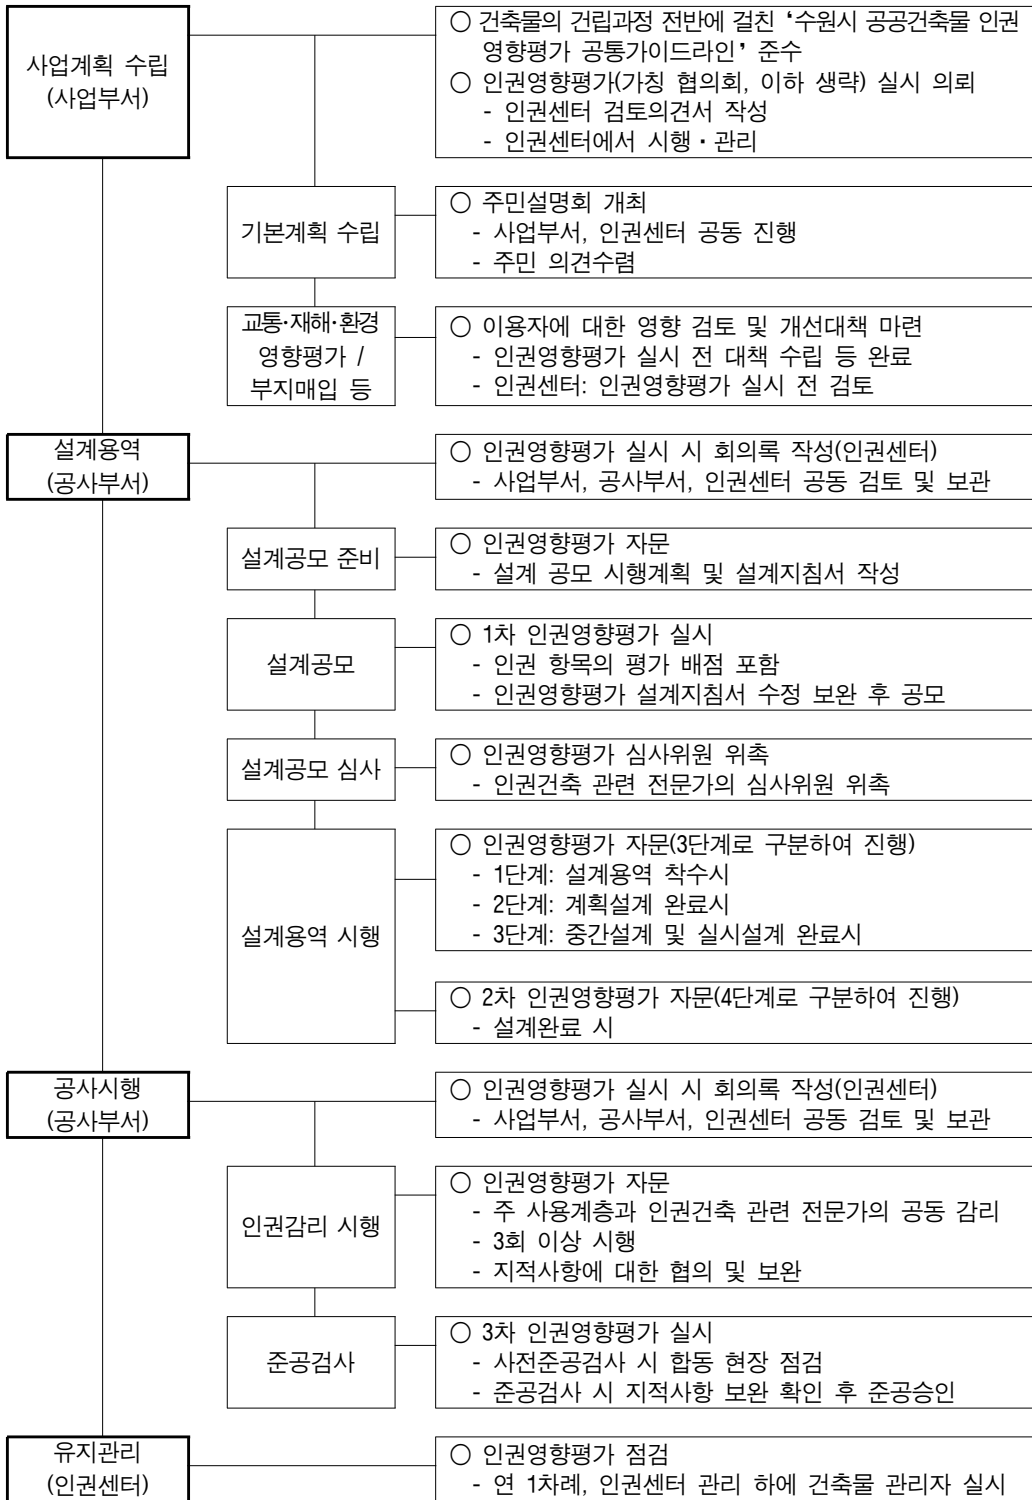 사업계획 수립
(사업부서)
○ 건축물의 건립과정 전반에 걸친 ‘수원시 공공건축물 인권
영향평가 공통가이드라인’ 준수
○ 인권영향평가(가칭 협의회, 이하 생략) 실시 의뢰
- 인권센터 검토의견서 작성
- 인권센터에서 시행・관리
기본계획 수립
○ 주민설명회 개최
- 사업부서, 인권센터 공동 진행
- 주민 의견수렴
교통·재해·환경
영향평가 /
부지매입 등
○ 이용자에 대한 영향 검토 및 개선대책 마련
- 인권영향평가 실시 전 대책 수립 등 완료
- 인권센터: 인권영향평가 실시 전 검토
설계용역
(공사부서)
○ 인권영향평가 실시 시 회의록 작성(인권센터)
- 사업부서, 공사부서, 인권센터 공동 검토 및 보관
설계공모 준비
○ 인권영향평가 자문
- 설계 공모 시행계획 및 설계지침서 작성
설계공모
○ 1차 인권영향평가 실시
- 인권 항목의 평가 배점 포함
- 인권영향평가 설계지침서 수정 보완 후 공모
설계공모 심사
○ 인권영향평가 심사위원 위촉
- 인권건축 관련 전문가의 심사위원 위촉
설계용역 시행
○ 인권영향평가 자문(3단계로 구분하여 진행)
- 1단계: 설계용역 착수시
- 2단계: 계획설계 완료시
- 3단계: 중간설계 및 실시설계 완료시
○ 2차 인권영향평가 자문(4단계로 구분하여 진행)
- 설계완료 시
공사시행
(공사부서)
○ 인권영향평가 실시 시 회의록 작성(인권센터)
- 사업부서, 공사부서, 인권센터 공동 검토 및 보관
인권감리 시행
○ 인권영향평가 자문
- 주 사용계층과 인권건축 관련 전문가의 공동 감리
- 3회 이상 시행
- 지적사항에 대한 협의 및 보완
준공검사
○ 3차 인권영향평가 실시
- 사전준공검사 시 합동 현장 점검
- 준공검사 시 지적사항 보완 확인 후 준공승인
유지관리
(인권센터)
○ 인권영향평가 점검
- 연 1차례, 인권센터 관리 하에 건축물 관리자 실시